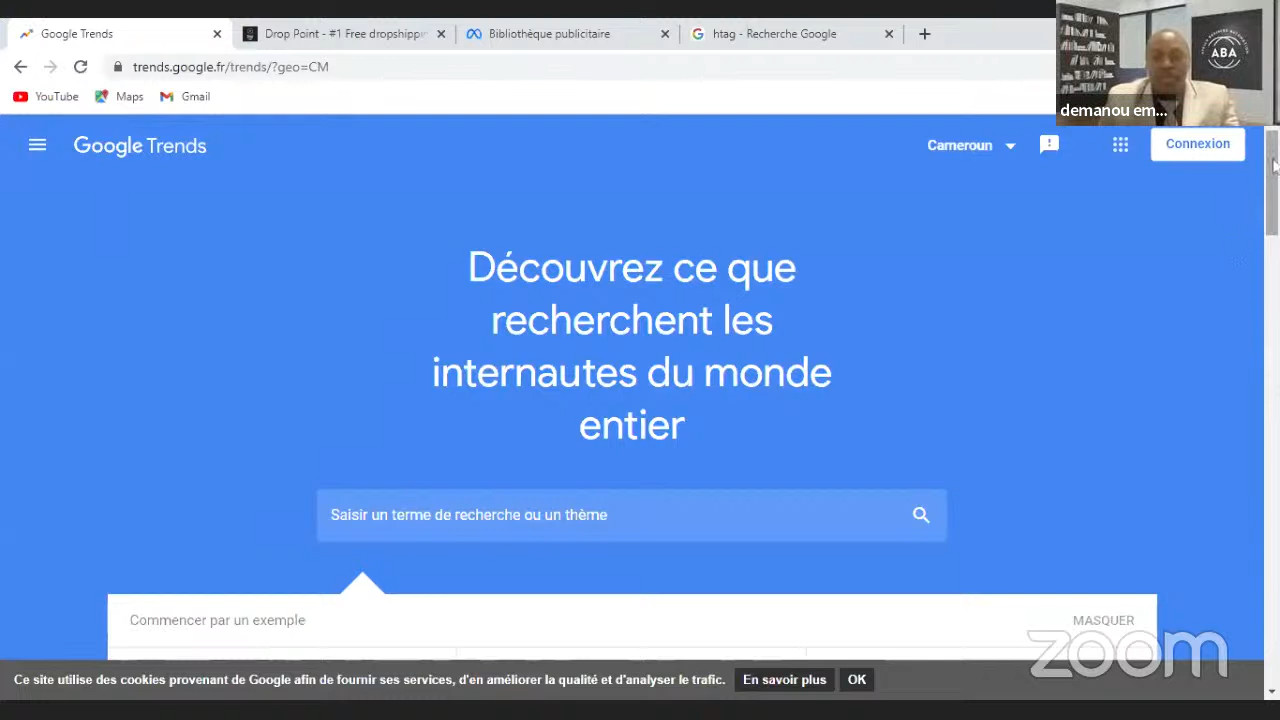 Google Trends
Drop Point - #1 Free dropshippin
Bibliothèque publicitaire
htag - Recherche Google
trends.google.fr/trends/?geo=CM
YouTube
Maps
Gmail
ABA
demanou em...
Google Trends
Cameroun
Connexion
Découvrez ce que
recherchent les
internautes du monde
entier
Saisir un terme de recherche ou un thème
Commencer par un exemple
MASQUER
zoom
Ce site utilise des cookies provenant de Google afin de fournir ses services, d'en améliorer la qualité et d'analyser le trafic.
En savoir plus
OK